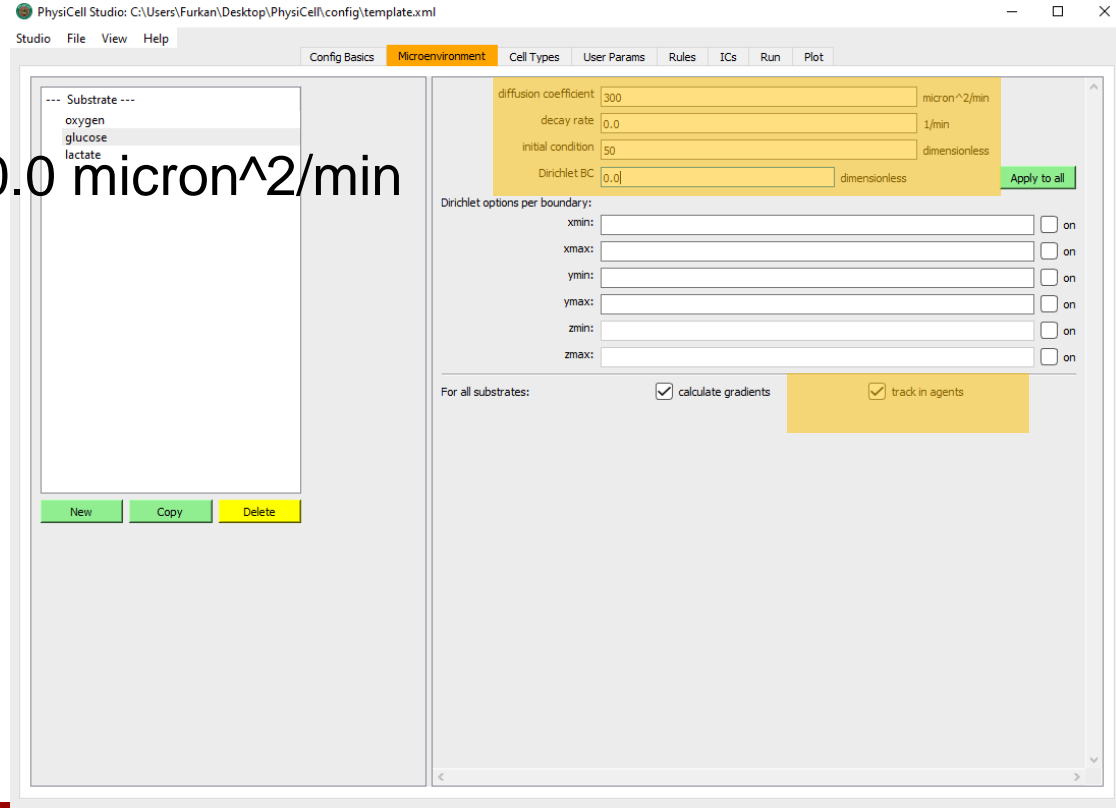 PhysiCell Studio: C:\Users\Furkan\Desktop\PhysiCell\config\template.xml
Studio File View Help
Config Basics Microenvironment Cell Types User Params Rules ICs Run Plot
--- Substrate ---
oxygen
glucose
lactate
0.0 micron^2/min
New Copy Delete
diffusion coefficient 300 micron^2/min
decay rate 0.0 1/min
initial condition 50 dimensionless
Dirichlet BC 0.0 dimensionless Apply to all
Dirichlet options per boundary:
xmin: on
xmax: on
ymin: on
ymax: on
zmin: on
zmax: on
For all substrates: calculate gradients track in agents